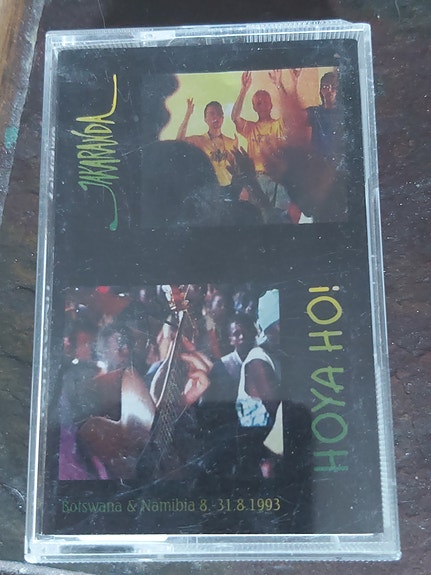 JAKARANDA
HOYA HO!
Botswana & Namibia 8.-31.8.1993